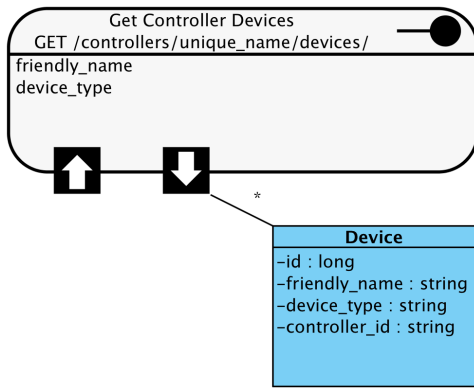 Get Controller Devices
GET /controllers/unique_name/devices/
friendly_name
device_type
*
Device
-id : long
-friendly_name : string
-device_type : string
-controller_id : string